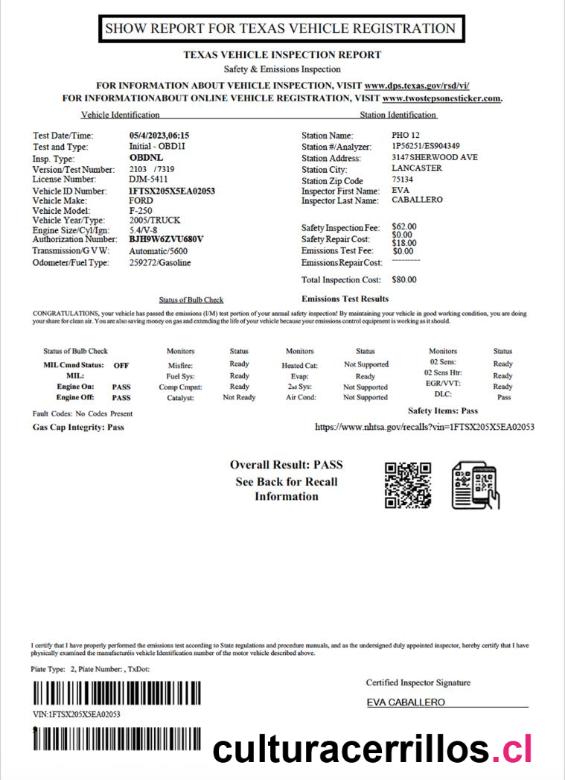 SHOW REPORT FOR TEXAS VEHICLE REGISTRATION
TEXAS VEHICLE INSPECTION REPORT
Safety & Emissions Inspection
FOR INFORMATION ABOUT VEHICLE INSPECTION, VISIT www.dps.texas.gov/rsd/vi/
FOR INFORMATIONABOUT ONLINE VEHICLE REGISTRATION, VISIT www.twostepsonesticker.com.
Vehicle Identification
Test Date/Time: 05/4/2023,06:15
Test and Type: Initial - OBD1I
Insp. Type: OBDNL
Version/Test Number: 2103 /7319
License Number: DJM-5411
Vehicle ID Number: 1FTSX205X5EA02053
Vehicle Make: FORD
Vehicle Model: F-250
Vehicle Year/Type: 2005/TRUCK
Engine Size/Cyl/Ign: 5.4/V-8
Authorization Number: BJH9W6ZVU680V
Transmission/G V W: Automatic/5600
Odometer/Fuel Type: 259272/Gasoline
Station Identification
Station Name: PHO 12
Station #/Analyzer: 1P56251/ES904349
Station Address: 3147 SHERWOOD AVE
Station City: LANCASTER
Station Zip Code 75134
Inspector First Name: EVA
Inspector Last Name: CABALLERO
Safety Inspection Fee: $62.00
Safety Repair Cost: $0.00
$18.00
Emissions Test Fee: $0.00
Emissions Repair Cost: ---------
Total Inspection Cost: $80.00
Status of Bulb Check
Emissions Test Results
CONGRATULATIONS, your vehicle has passed the emissions (I/M) test portion of your annual safety inspection! By maintaining your vehicle in good working condition, you are doing
your share for clean air. You are also saving money on gas and extending the life of your vehicle because your emissions control equipment is working as it should.
Status of Bulb Check
MIL Cmnd Status: OFF
MIL:
Engine On: PASS
Engine Off: PASS
Monitors Status
Misfire: Ready
Fuel Sys: Ready
Comp Cmpnt: Ready
Catalyst: Not Ready
Monitors Status
Heated Cat: Not Supported
Evap: Ready
2nd Sys: Not Supported
Air Cond: Not Supported
Monitors Status
02 Sens: Ready
02 Sens Htr: Ready
EGR/VVT: Ready
DLC: Pass
Fault Codes: No Codes Present
Safety Items: Pass
Gas Cap Integrity: Pass
https://www.nhtsa.gov/recalls?vin=1FTSX205X5EA02053
Overall Result: PASS
See Back for Recall
Information
I certify that I have properly performed the emissions test according to State regulations and procedure manuals, and as the undersigned duly appointed inspector, hereby certify that I have
physically examined the manufacturéis vehicle Identification number of the motor vehicle described above.
Plate Type: 2, Plate Number: , TxDot:
Certified Inspector Signature
EVA CABALLERO
VIN:1FTSX205X5EA02053
culturacerrillos.cl